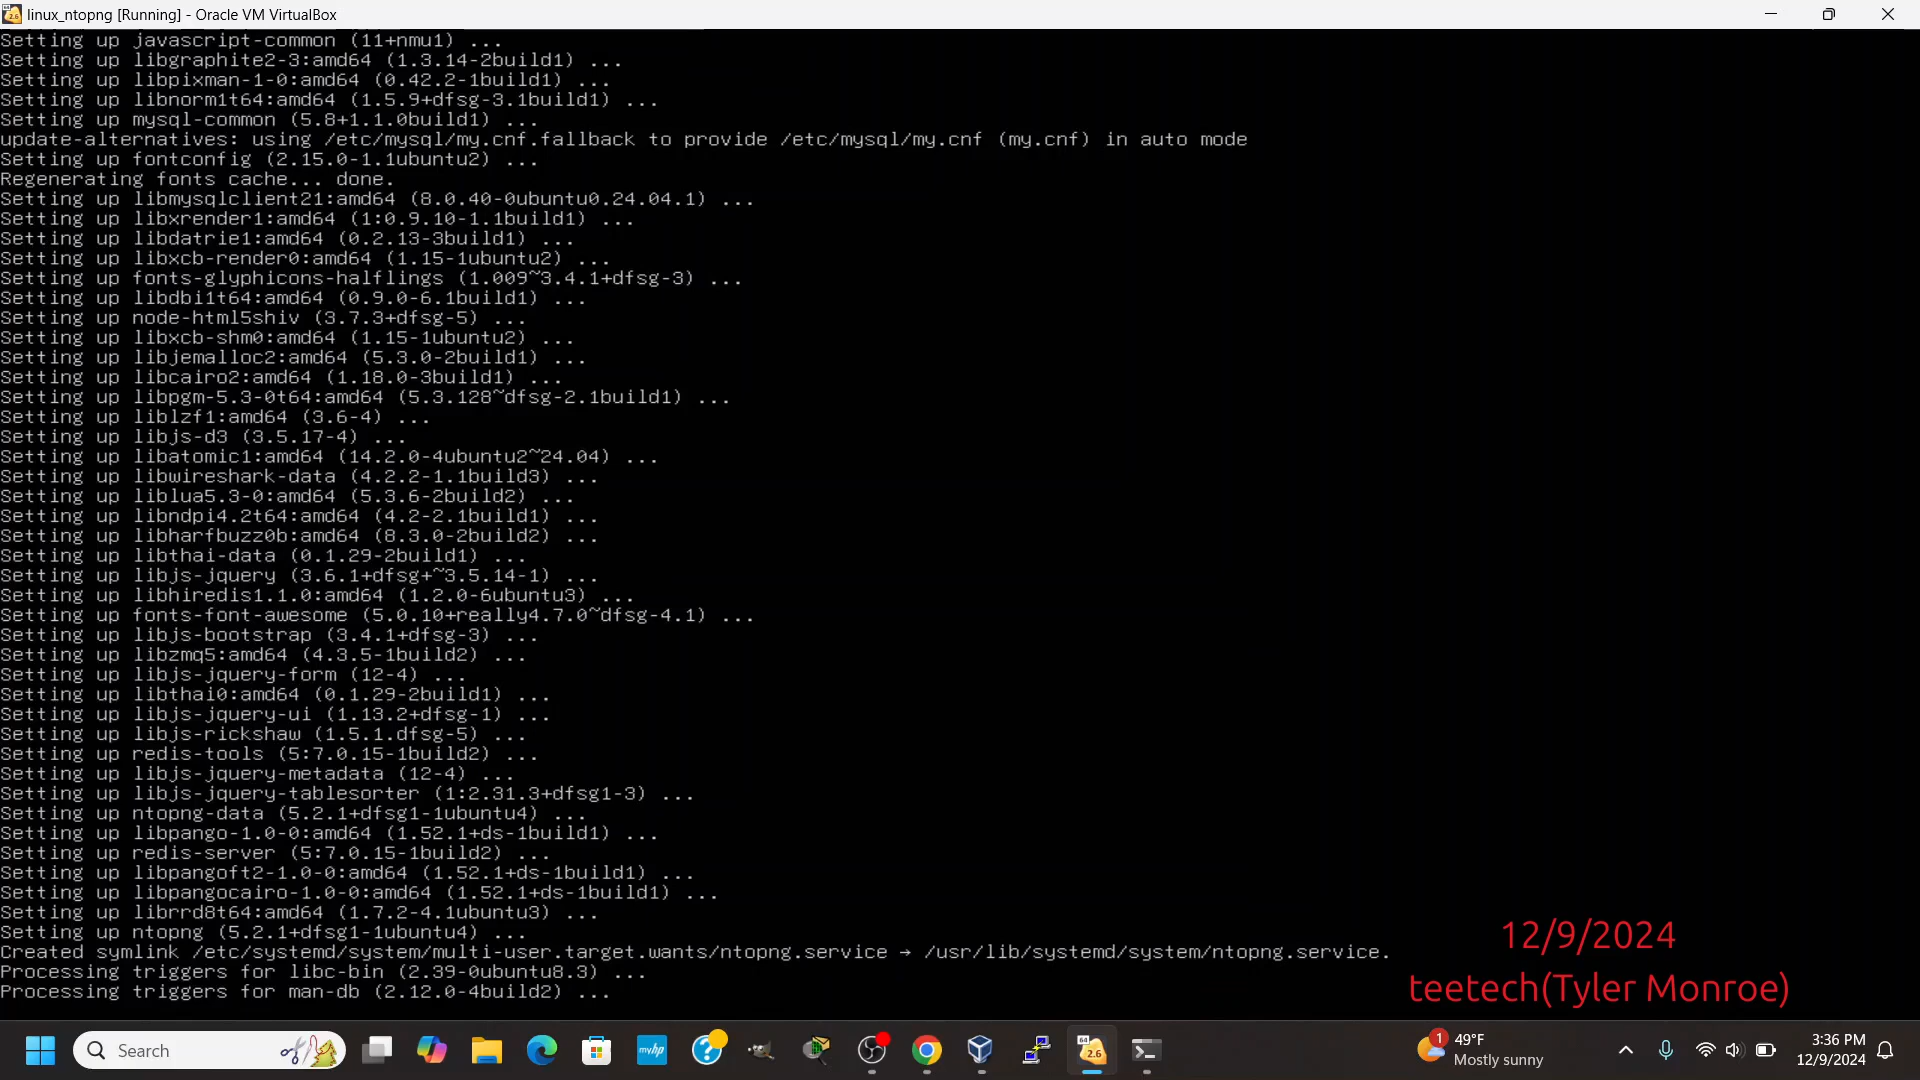 linux_ntopng [Running] - Oracle VM VirtualBox
Setting up javascript-common (11+nmu1) ...
Setting up libgraphite2-3:amd64 (1.3.14-2build1) ...
Setting up libpixman-1-0:amd64 (0.42.2-1build1) ...
Setting up libnorm1t64:amd64 (1.5.9+dfsg-3.1build1) ...
Setting up mysql-common (5.8+1.1.0build1) ...
update-alternatives: using /etc/mysql/my.cnf.fallback to provide /etc/mysql/my.cnf (my.cnf) in auto mode
Setting up fontconfig (2.15.0-1.1ubuntu2) ...
Regenerating fonts cache... done.
Setting up libmysqlclient21:amd64 (8.0.40-0ubuntu0.24.04.1) ...
Setting up libxrender1:amd64 (1:0.9.10-1.1build1) ...
Setting up libdatrie1:amd64 (0.2.13-3build1) ...
Setting up libxcb-render0:amd64 (1.15-1ubuntu2) ...
Setting up fonts-glyphicons-halflings (1.009~3.4.1+dfsg-3) ...
Setting up libdbi1t64:amd64 (0.9.0-6.1build1) ...
Setting up node-html5shiv (3.7.3+dfsg-5) ...
Setting up libxcb-shm0:amd64 (1.15-1ubuntu2) ...
Setting up libjemalloc2:amd64 (5.3.0-2build1) ...
Setting up libcairo2:amd64 (1.18.0-3build1) ...
Setting up libpgm-5.3-0t64:amd64 (5.3.128~dfsg-2.1build1) ...
Setting up liblzf1:amd64 (3.6-4) ...
Setting up libjs-d3 (3.5.17-4) ...
Setting up libatomic1:amd64 (14.2.0-4ubuntu2~24.04) ...
Setting up libwireshark-data (4.2.2-1.1build3) ...
Setting up liblua5.3-0:amd64 (5.3.6-2build2) ...
Setting up libndpi4.2t64:amd64 (4.2-2.1build1) ...
Setting up libharfbuzz0b:amd64 (8.3.0-2build2) ...
Setting up libthai-data (0.1.29-2build1) ...
Setting up libjs-jquery (3.6.1+dfsg+~3.5.14-1) ...
Setting up libhiredis1.1.0:amd64 (1.2.0-6ubuntu3) ...
Setting up fonts-font-awesome (5.0.10+really4.7.0~dfsg-4.1) ...
Setting up libjs-bootstrap (3.4.1+dfsg-3) ...
Setting up libzmq5:amd64 (4.3.5-1build2) ...
Setting up libjs-jquery-form (12-4) ...
Setting up libthai0:amd64 (0.1.29-2build1) ...
Setting up libjs-jquery-ui (1.13.2+dfsg-1) ...
Setting up libjs-rickshaw (1.5.1.dfsg-5) ...
Setting up redis-tools (5:7.0.15-1build2) ...
Setting up libjs-jquery-metadata (12-4) ...
Setting up libjs-jquery-tablesorter (1:2.31.3+dfsg1-3) ...
Setting up ntopng-data (5.2.1+dfsg1-1ubuntu4) ...
Setting up libpango-1.0-0:amd64 (1.52.1+ds-1build1) ...
Setting up redis-server (5:7.0.15-1build2) ...
Setting up libpangoft2-1.0-0:amd64 (1.52.1+ds-1build1) ...
Setting up libpangocairo-1.0-0:amd64 (1.52.1+ds-1build1) ...
Setting up librrd8t64:amd64 (1.7.2-4.1ubuntu3) ...
Setting up ntopng (5.2.1+dfsg1-1ubuntu4) ...
Created symlink /etc/systemd/system/multi-user.target.wants/ntopng.service → /usr/lib/systemd/system/ntopng.service.
Processing triggers for libc-bin (2.39-0ubuntu8.3) ...
Processing triggers for man-db (2.12.0-4build2) ...
12/9/2024
teetech(Tyler Monroe)
Search
myhp
64
2.6
1
49°F
Mostly sunny
3:36 PM
12/9/2024